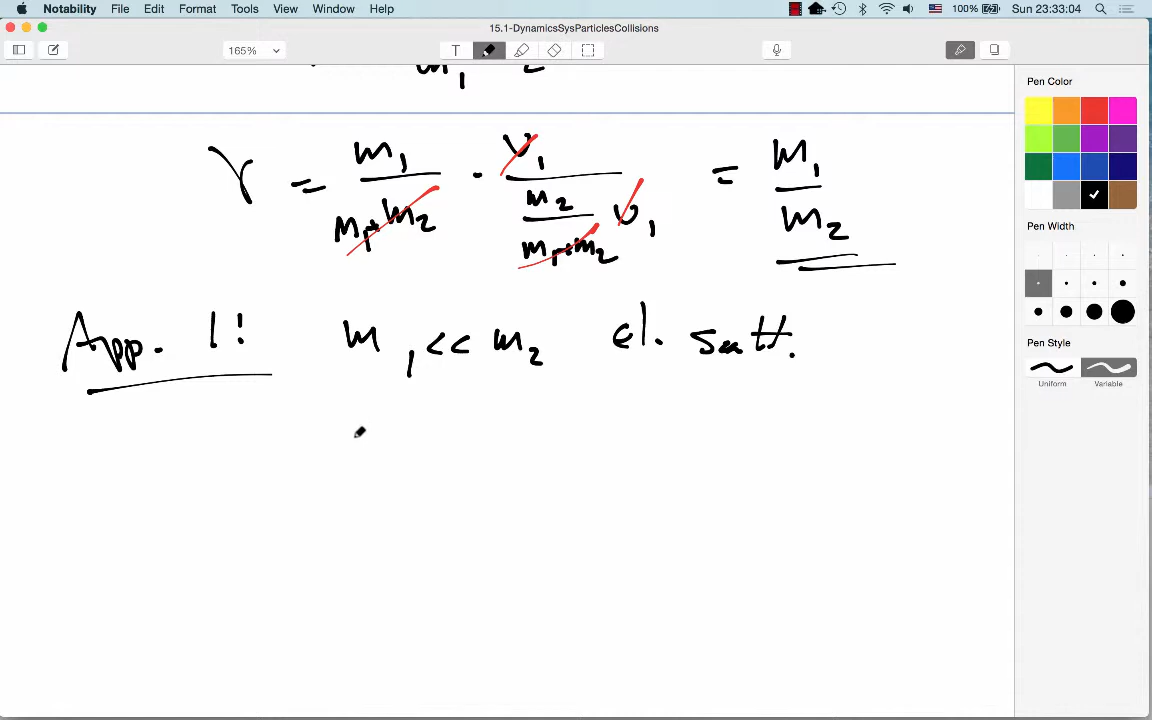 Notability File Edit Format Tools View Window Help 100% Sun 23:33:04
15.1-DynamicsSysParticlesCollisions
165% T
m₁ 2
γ = m₁/(m₁+m₂) · v₁/((m₂/(m₁+m₂)) v₁) = m₁/m₂
App. 1: m₁ << m₂ el. scatt.
Pen Color
Pen Width
Pen Style
Uniform Variable